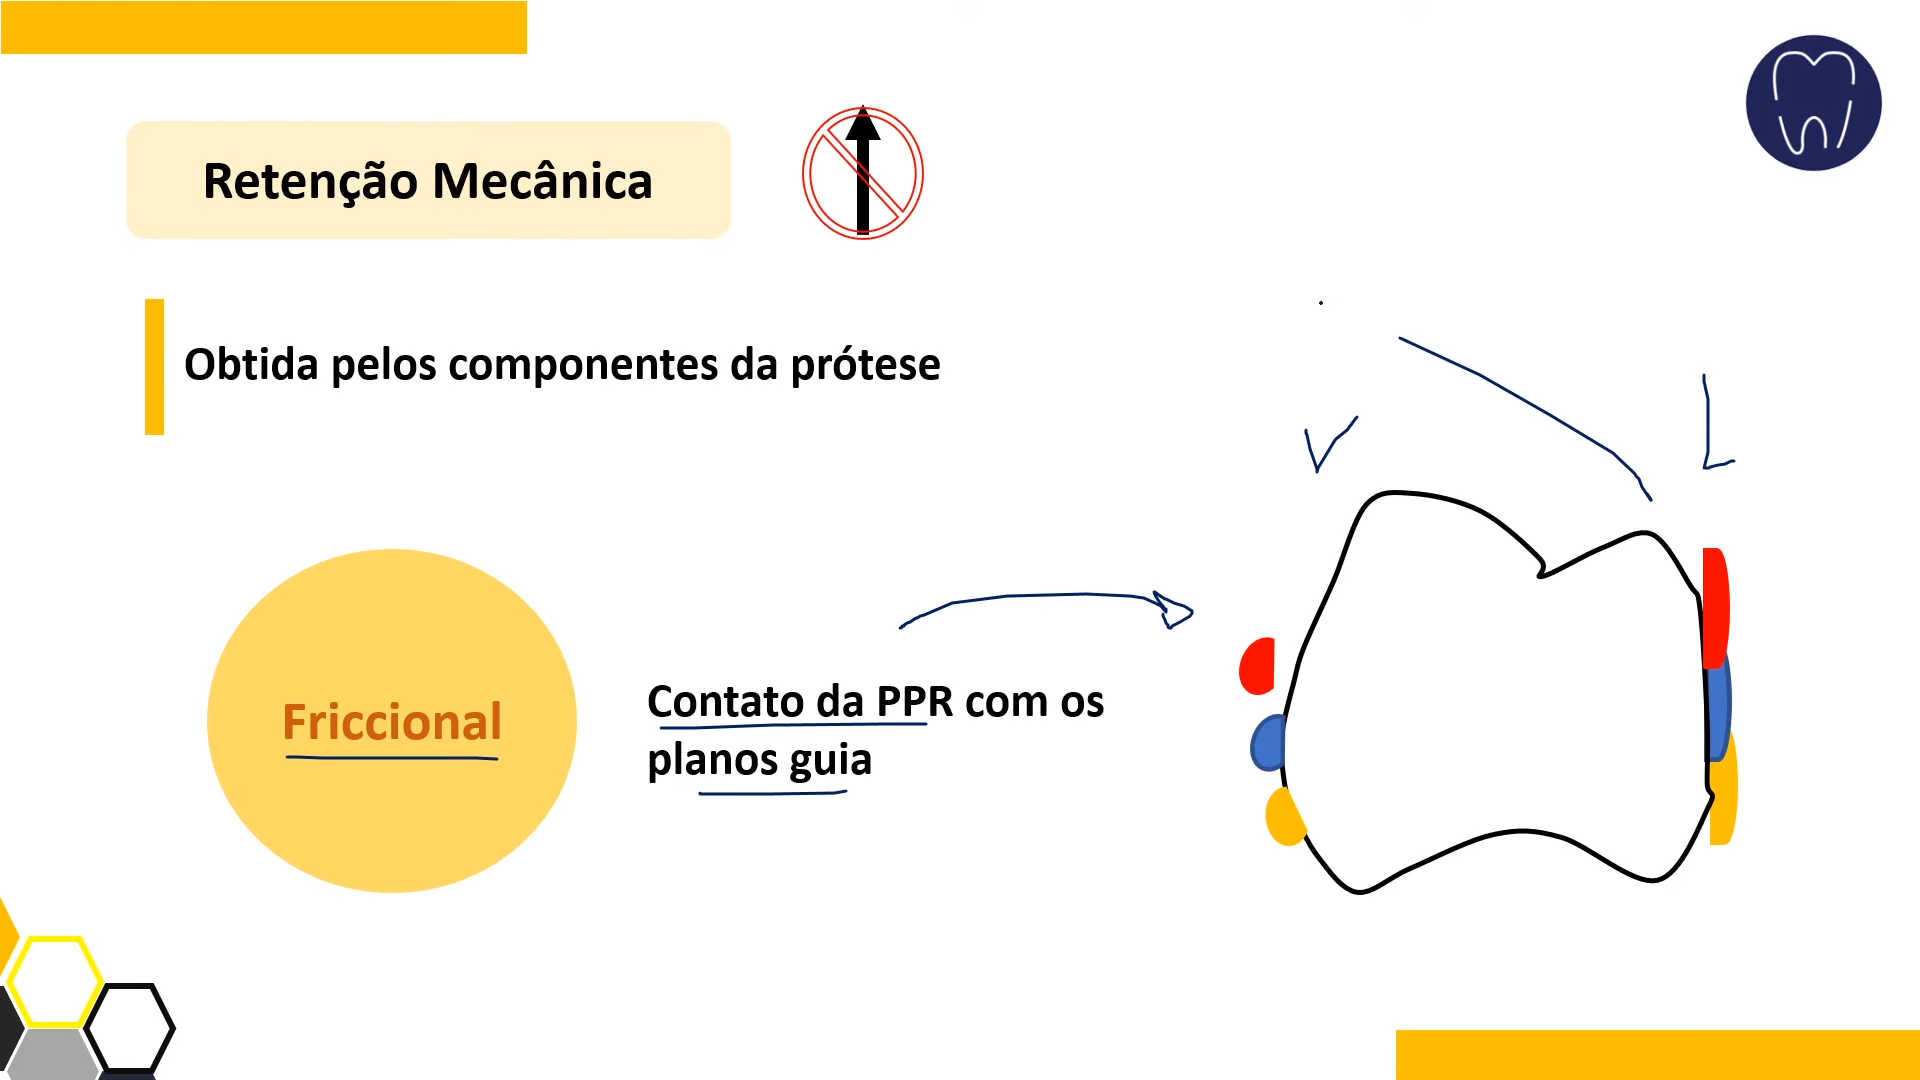 Retenção Mecânica
Obtida pelos componentes da prótese
Friccional
Contato da PPR com os
planos guia